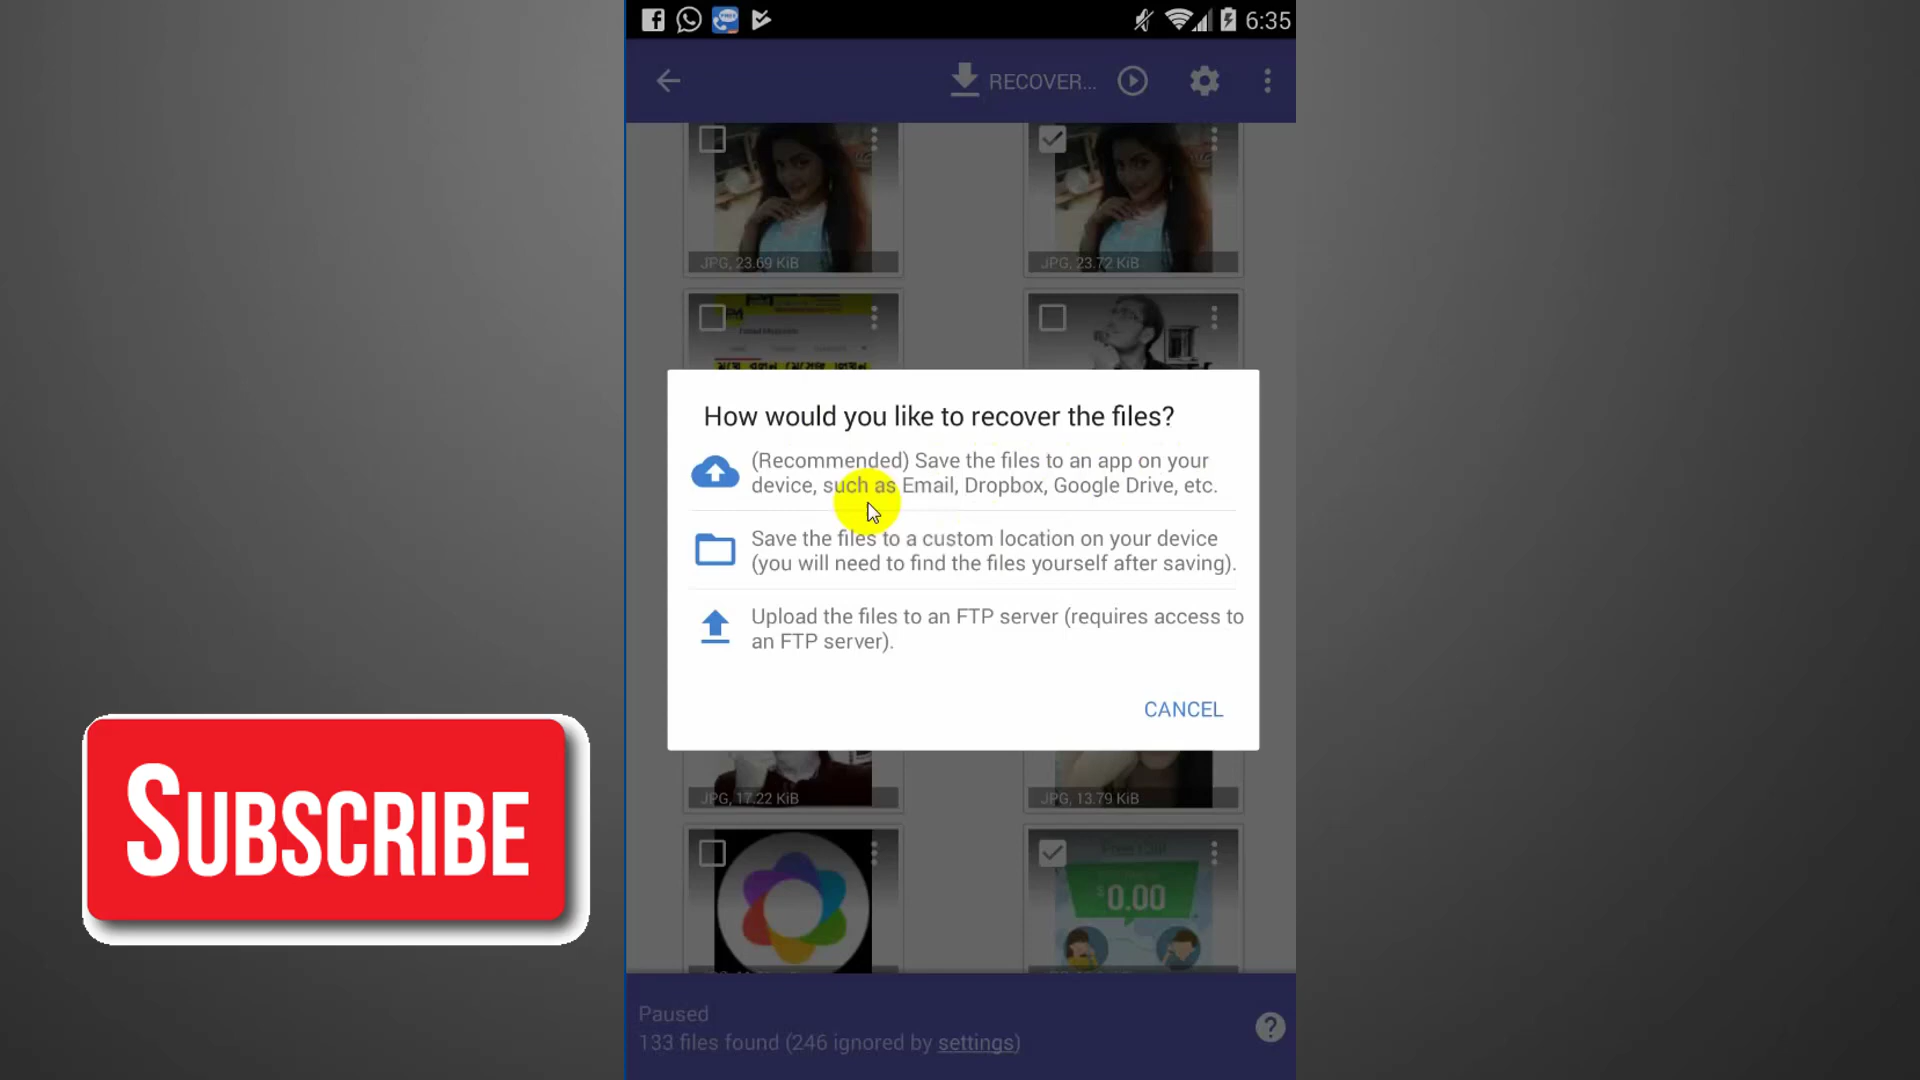 6:35
RECOVER...
JPG, 23.69 KiB
JPG, 23.72 KiB
How would you like to recover the files?
(Recommended) Save the files to an app on your
device, such as Email, Dropbox, Google Drive, etc.
Save the files to a custom location on your device
(you will need to find the files yourself after saving).
Upload the files to an FTP server (requires access to
an FTP server).
CANCEL
JPG, 17.22 KiB
JPG, 13.79 KiB
SUBSCRIBE
$0.00
Paused
133 files found (246 ignored by settings)